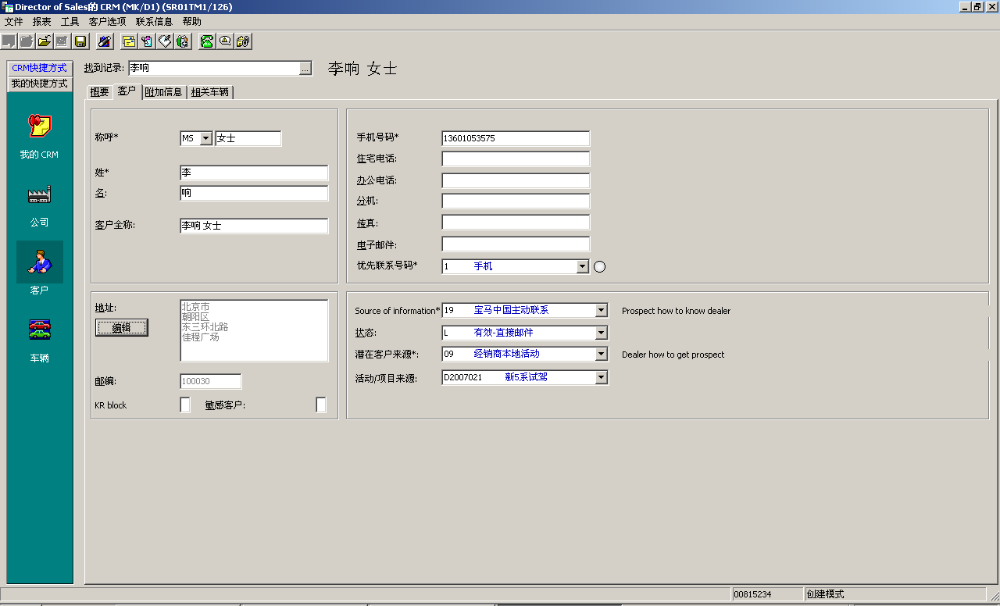 Director of Sales的 CRM (MK/D1) (SR01TM1/126)
文件 报表 工具 客户选项 联系信息 帮助
CRM快捷方式
我的快捷方式
我的 CRM
公司
客户
车辆
找到记录: 李响 ... 李响 女士
概要 客户 附加信息 相关车辆
称呼* MS 女士
姓* 李
名: 响
客户全称: 李响 女士
手机号码* 13601053575
住宅电话:
办公电话:
分机:
传真:
电子邮件:
优先联系号码* 1 手机
地址: 北京市
朝阳区
东三环北路
佳程广场
编辑
邮编: 100030
KR block 敏感客户:
Source of information* 19 宝马中国主动联系 Prospect how to know dealer
状态: L 有效-直接邮件
潜在客户来源*: 09 经销商本地活动 Dealer how to get prospect
活动/项目来源: D2007021 新5系试驾
00815234 创建模式